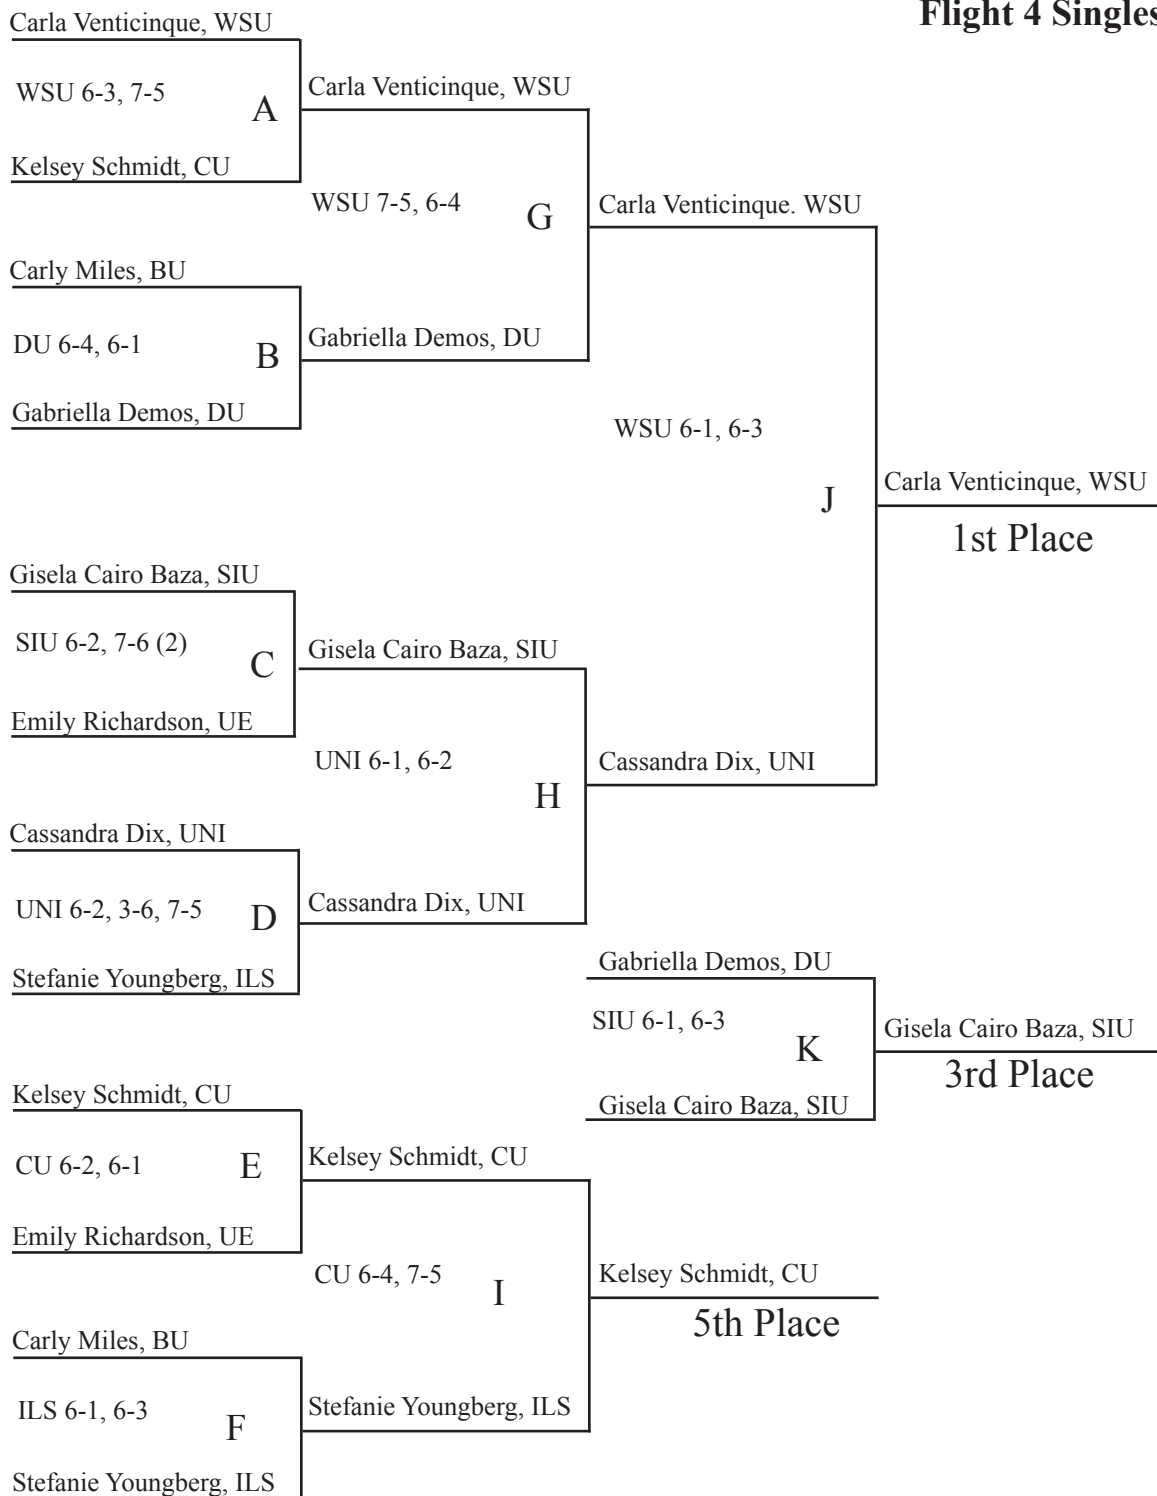 Flight 4 Singles
Carla Venticinque, WSU
WSU 6-3, 7-5
A
Kelsey Schmidt, CU
Carla Venticinque, WSU
WSU 7-5, 6-4
G
Carly Miles, BU
DU 6-4, 6-1
B
Gabriella Demos, DU
Gabriella Demos, DU
Carla Venticinque. WSU
WSU 6-1, 6-3
J
Carla Venticinque, WSU
1st Place
Gisela Cairo Baza, SIU
SIU 6-2, 7-6 (2)
C
Emily Richardson, UE
Gisela Cairo Baza, SIU
UNI 6-1, 6-2
H
Cassandra Dix, UNI
Cassandra Dix, UNI
UNI 6-2, 3-6, 7-5
D
Stefanie Youngberg, ILS
Cassandra Dix, UNI
Gabriella Demos, DU
SIU 6-1, 6-3
K
Gisela Cairo Baza, SIU
Gisela Cairo Baza, SIU
3rd Place
Kelsey Schmidt, CU
CU 6-2, 6-1
E
Emily Richardson, UE
Kelsey Schmidt, CU
CU 6-4, 7-5
I
Kelsey Schmidt, CU
5th Place
Carly Miles, BU
ILS 6-1, 6-3
F
Stefanie Youngberg, ILS
Stefanie Youngberg, ILS